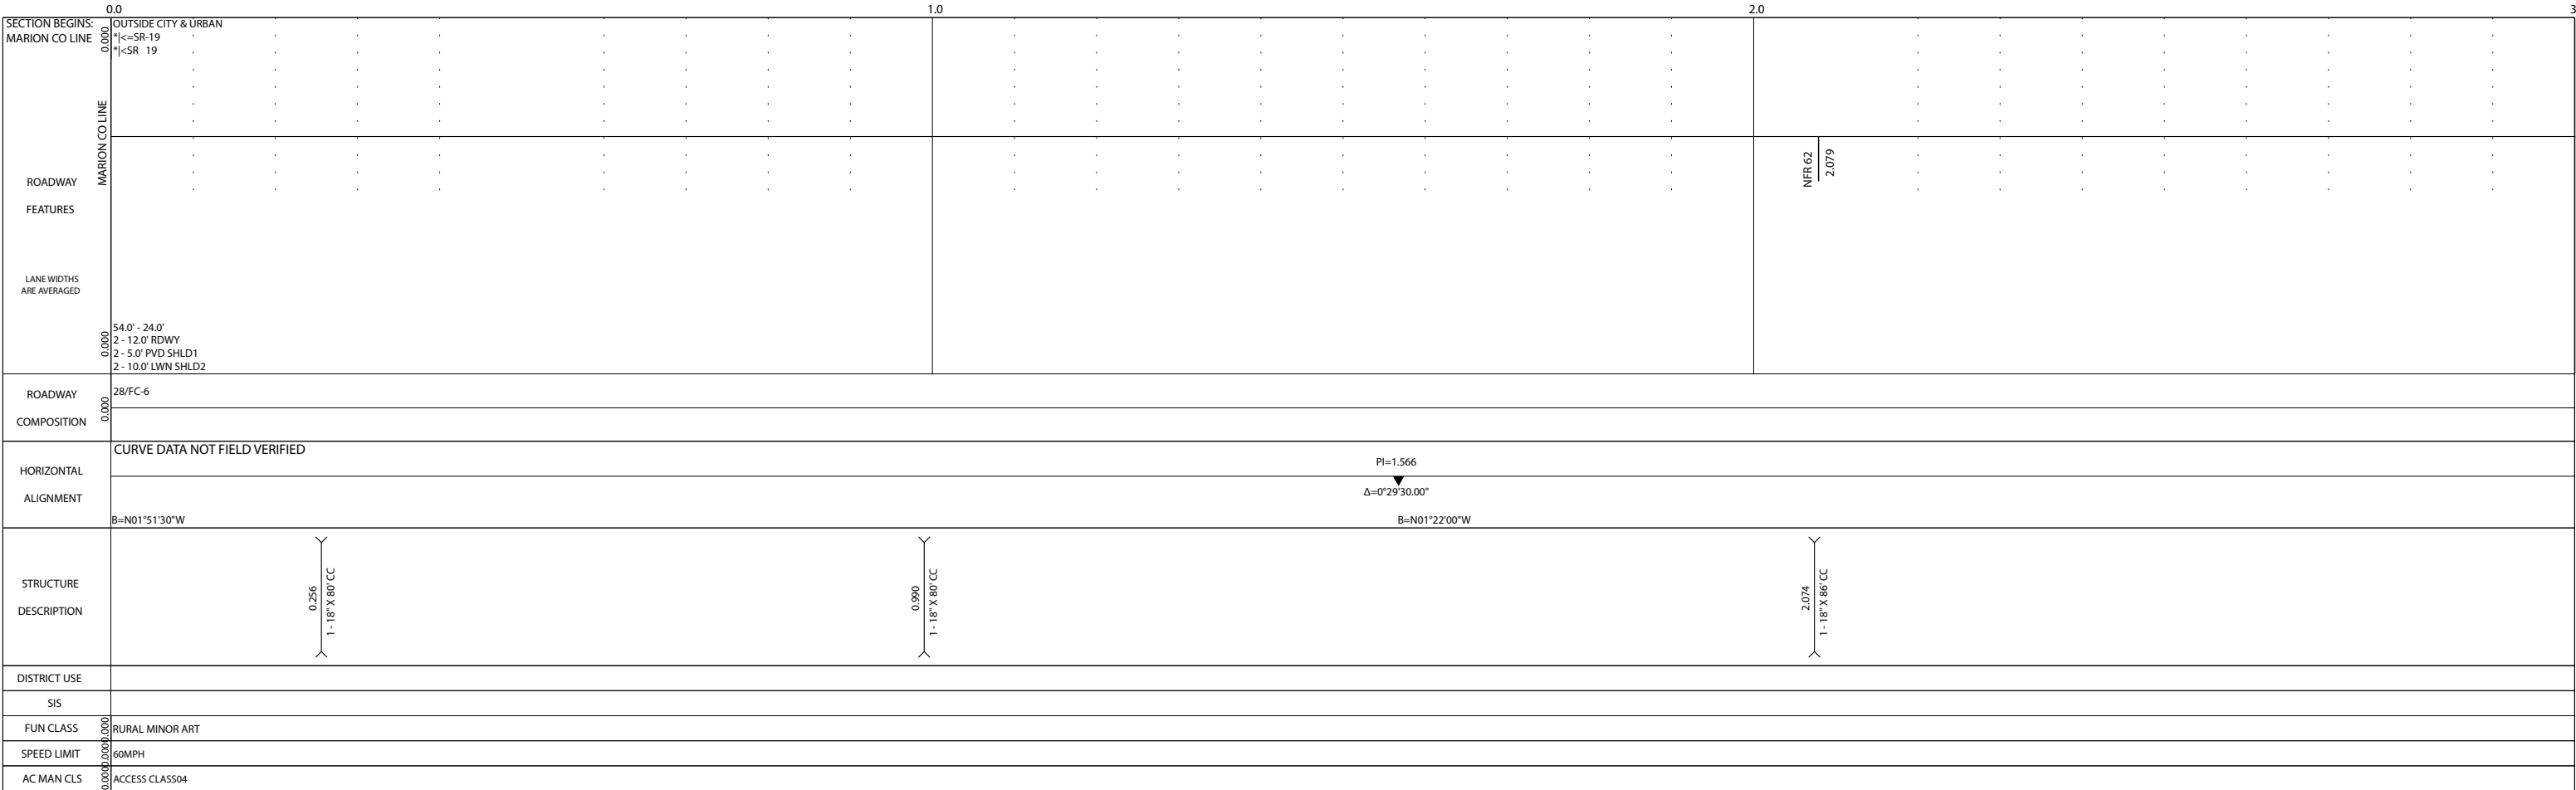 0.0
1.0
2.0
3
SECTION BEGINS:
MARION CO LINE
0.000
OUTSIDE CITY & URBAN
*|<=SR-19
*|<SR 19
MARION CO LINE
ROADWAY
FEATURES
NFR 62
2.079
LANE WIDTHS
ARE AVERAGED
0.000
54.0' - 24.0'
2 - 12.0' RDWY
2 - 5.0' PVD SHLD1
2 - 10.0' LWN SHLD2
ROADWAY
COMPOSITION
0.000
28/FC-6
HORIZONTAL
ALIGNMENT
CURVE DATA NOT FIELD VERIFIED
PI=1.566
Δ=0°29'30.00"
B=N01°51'30"W
B=N01°22'00"W
STRUCTURE
DESCRIPTION
0.256
1 - 18" X 80' CC
0.990
1 - 18" X 80' CC
2.074
1 - 18" X 86' CC
DISTRICT USE
SIS
FUN CLASS
0.000
RURAL MINOR ART
SPEED LIMIT
0.000
60MPH
AC MAN CLS
0.000
ACCESS CLASS04